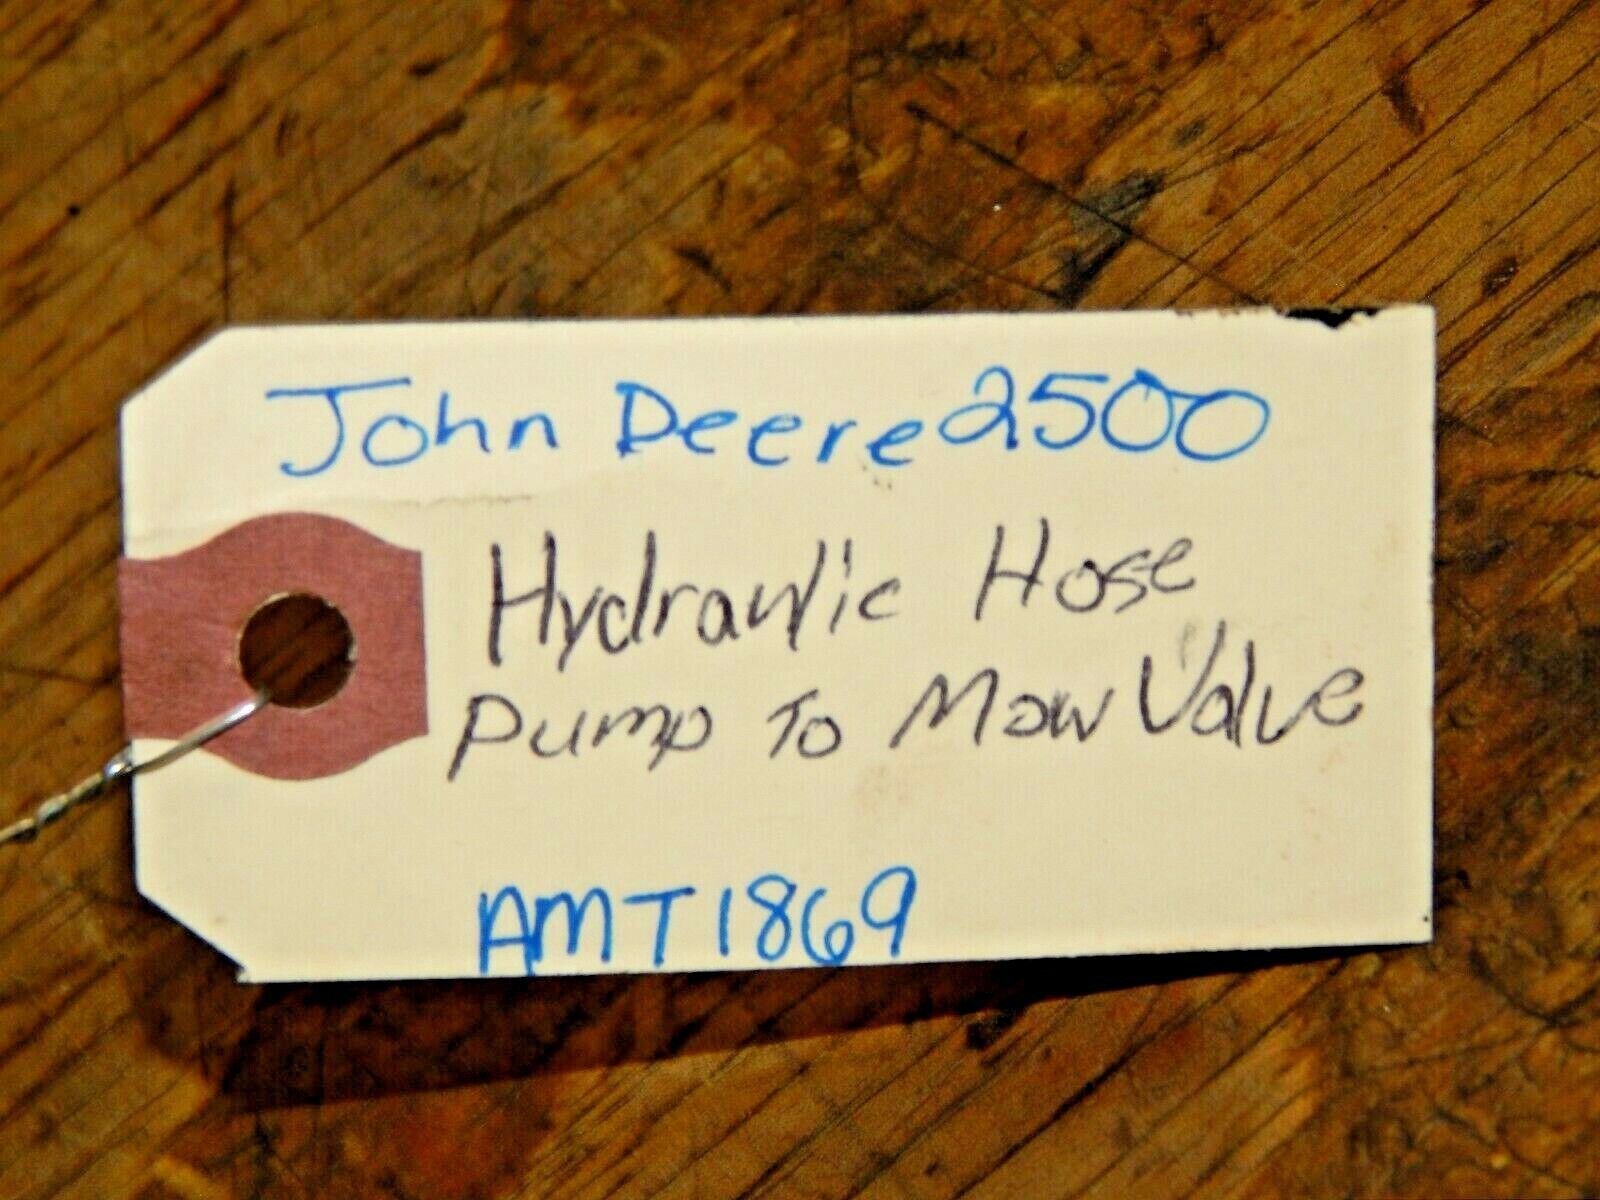 John Deere 2500
Hydraulic Hose
Pump To Mow Valve
AMT1869